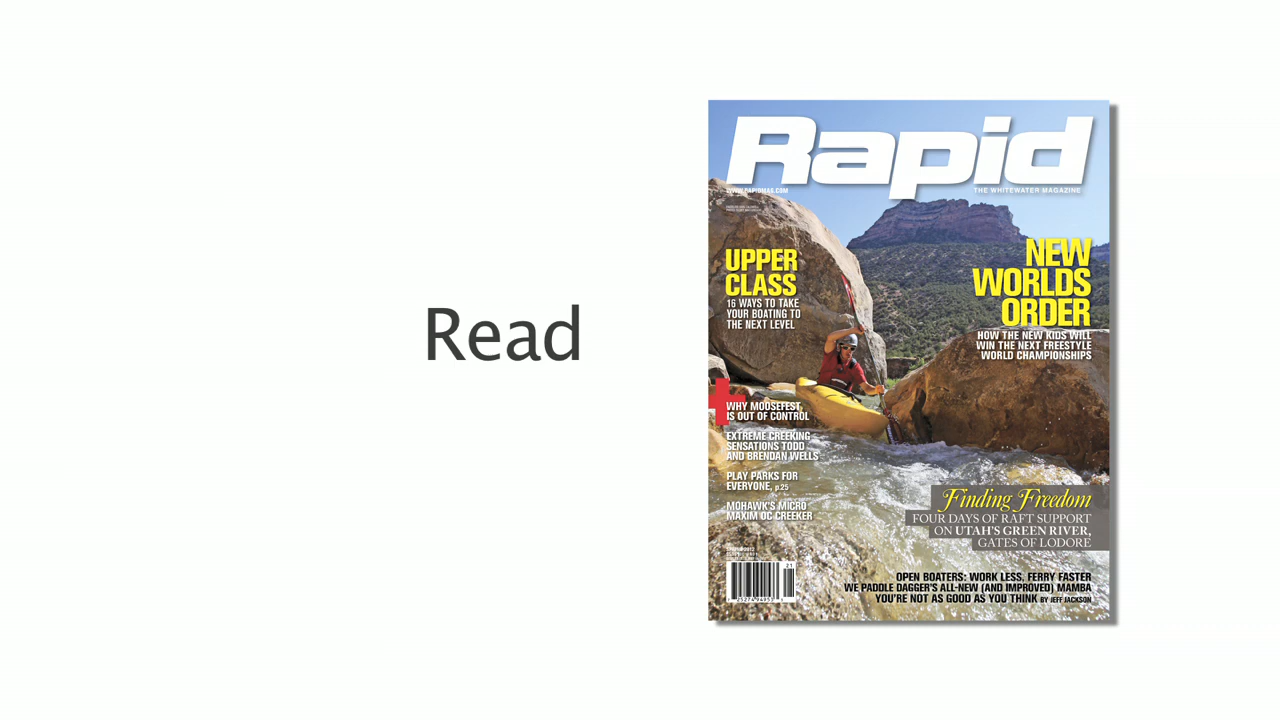 Read
Rapid
WWW.RAPIDMAG.COM
THE WHITEWATER MAGAZINE
UPPER
CLASS
16 WAYS TO TAKE
YOUR BOATING TO
THE NEXT LEVEL
NEW
WORLDS
ORDER
HOW THE NEW KIDS WILL
WIN THE NEXT FREESTYLE
WORLD CHAMPIONSHIPS
WHY MOOSEFEST
IS OUT OF CONTROL
EXTREME CREEKING
SENSATIONS TODD
AND BRENDAN WELLS
PLAY PARKS FOR
EVERYONE, p.25
MOHAWK'S MICRO
MAXIM OC CREEKER
Finding Freedom
FOUR DAYS OF RAFT SUPPORT
ON UTAH'S GREEN RIVER,
GATES OF LODORE
OPEN BOATERS: WORK LESS, FERRY FASTER
WE PADDLE DAGGER'S ALL-NEW (AND IMPROVED) MAMBA
YOU'RE NOT AS GOOD AS YOU THINK BY JEFF JACKSON
21